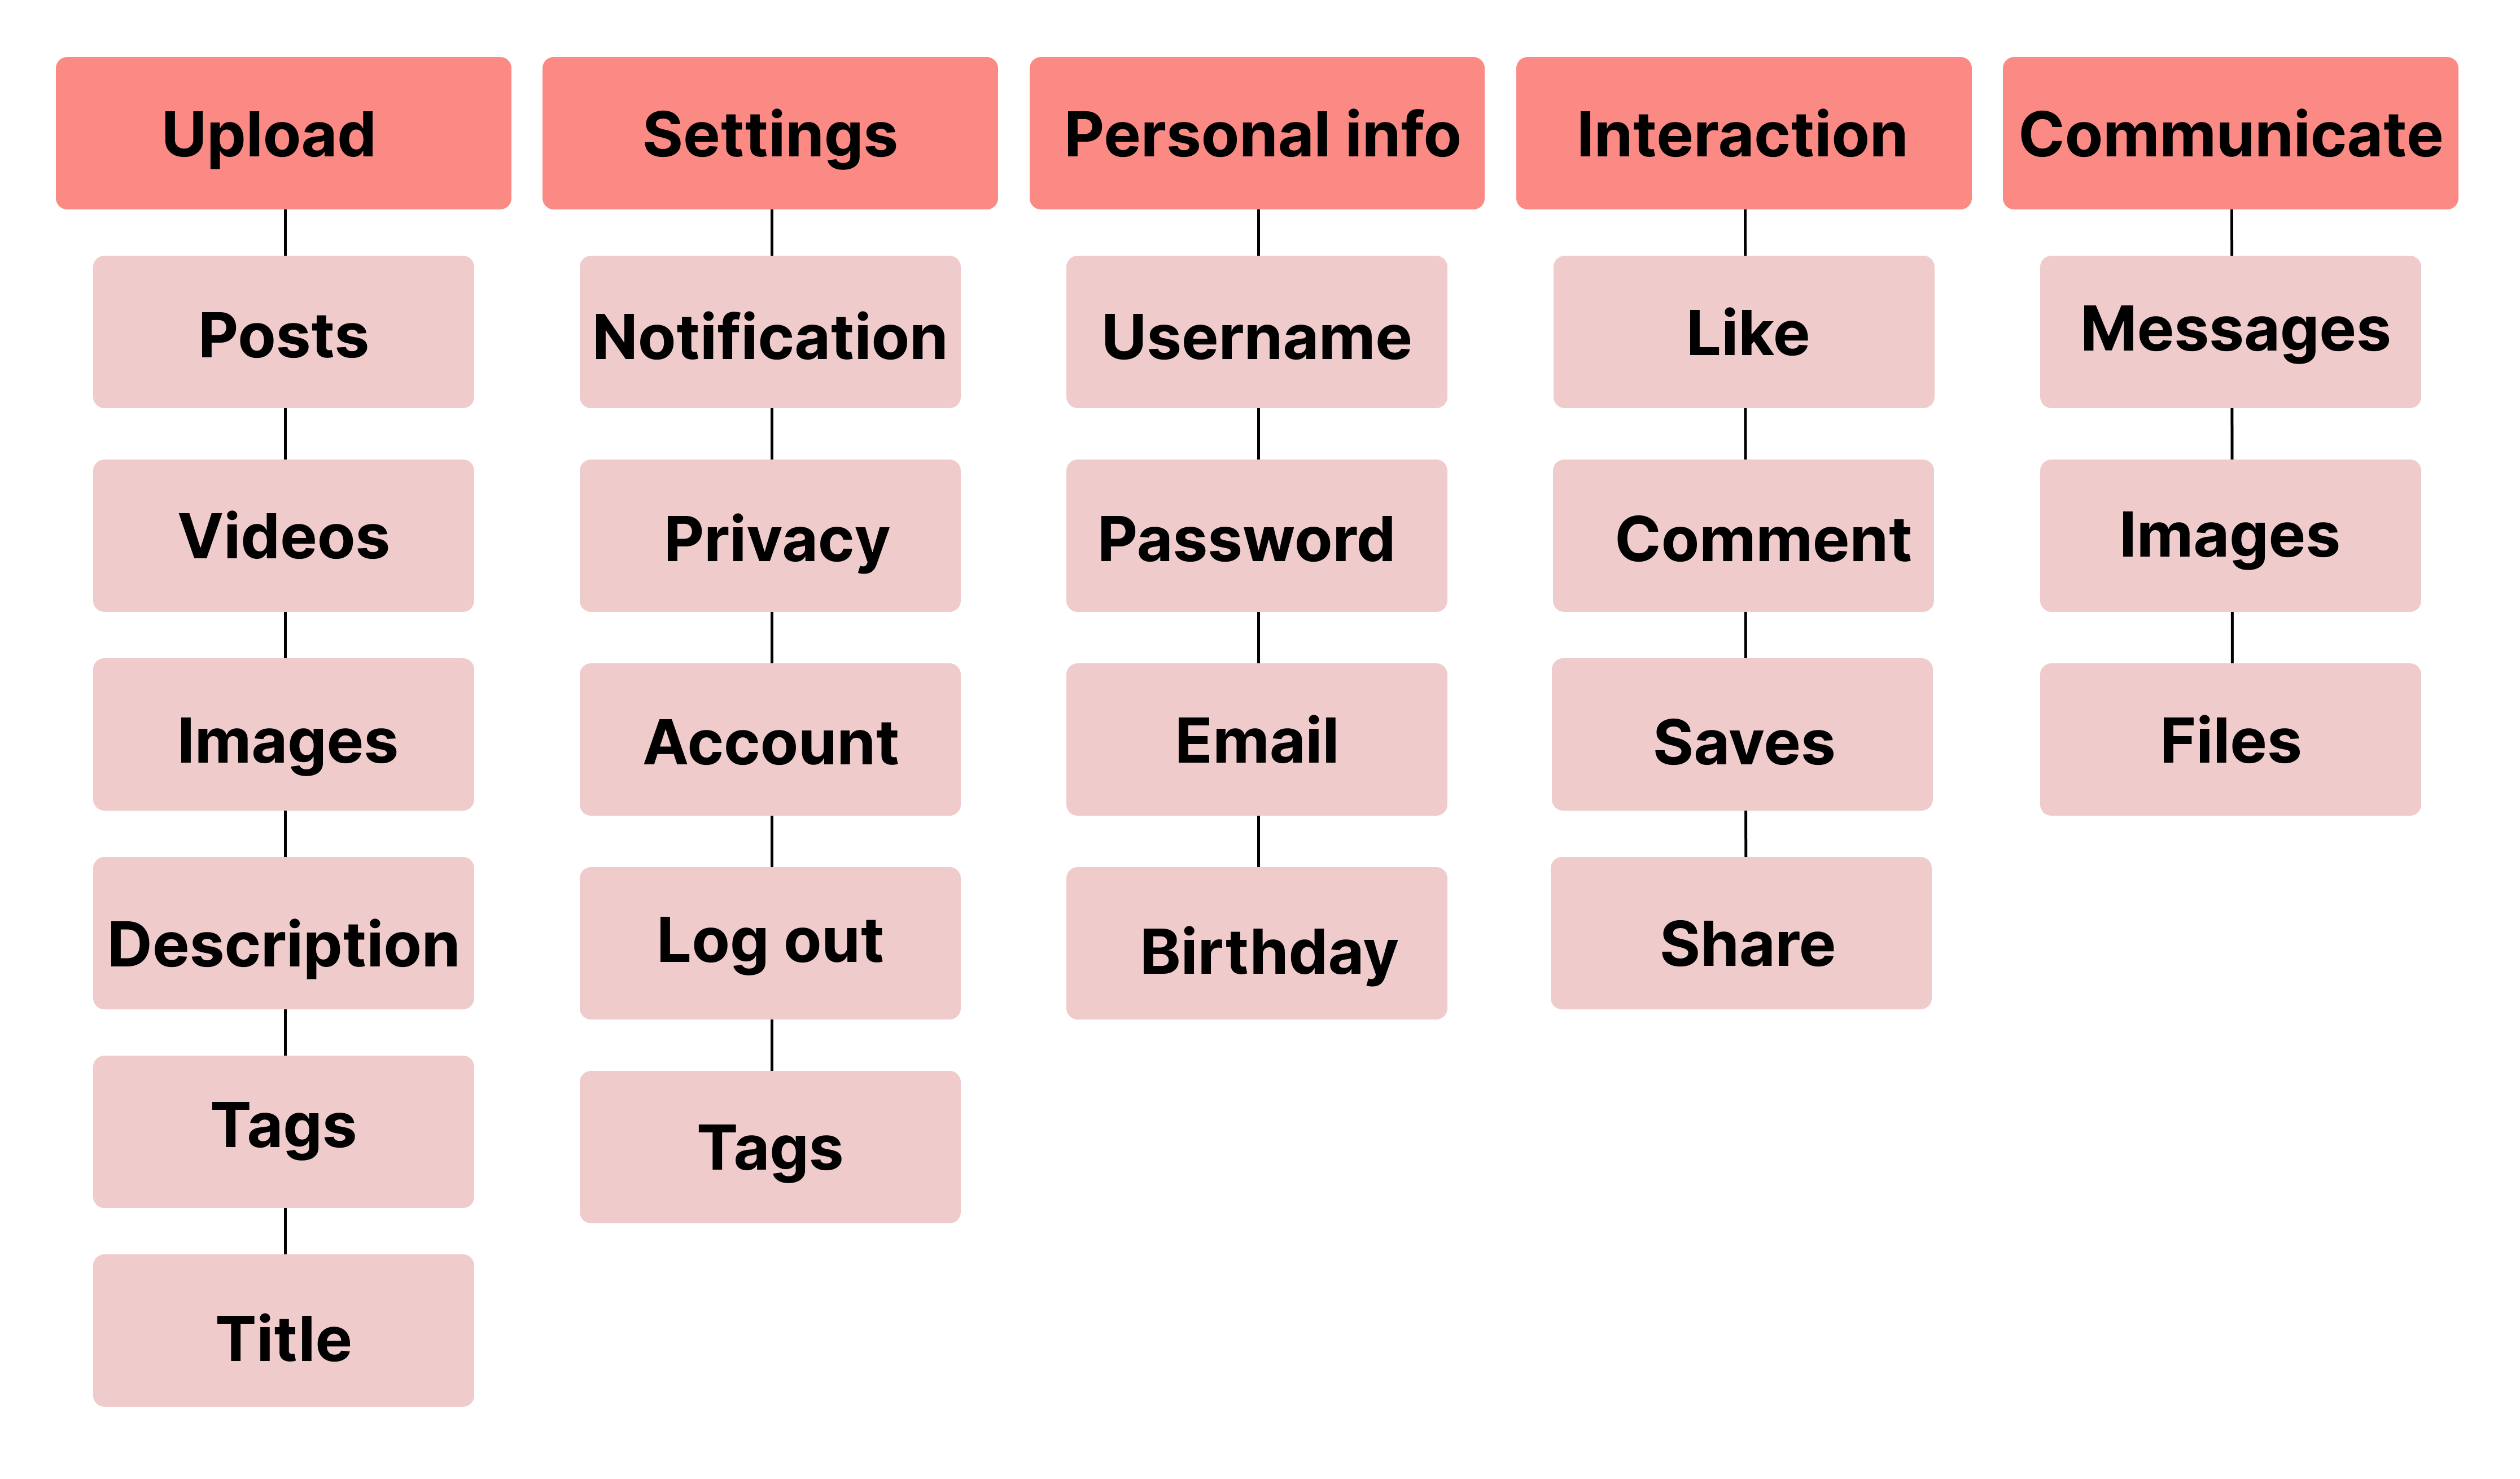 Upload
Posts
Videos
Images
Description
Tags
Title
Settings
Notification
Privacy
Account
Log out
Tags
Personal info
Username
Password
Email
Birthday
Interaction
Like
Comment
Saves
Share
Communicate
Messages
Images
Files